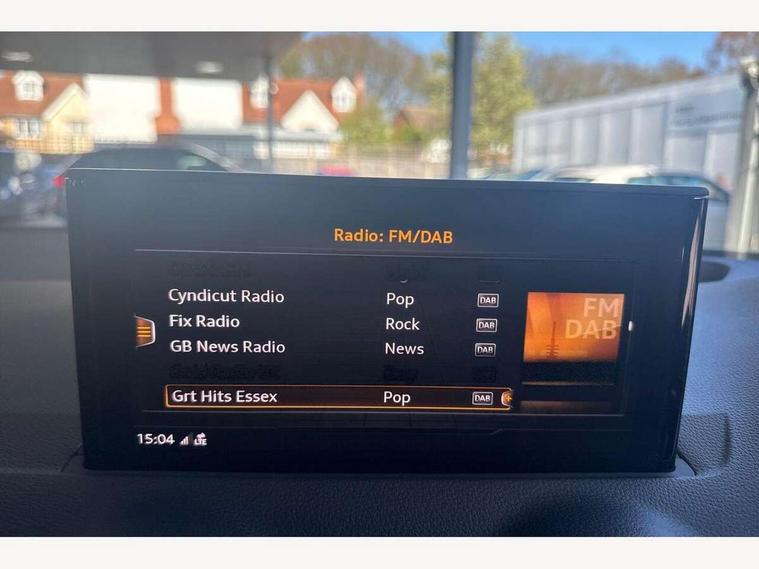 Radio: FM/DAB
Cyndicut Radio Pop DAB
Fix Radio Rock DAB
GB News Radio News DAB
Grt Hits Essex Pop DAB
FM
DAB
15:04 LTE